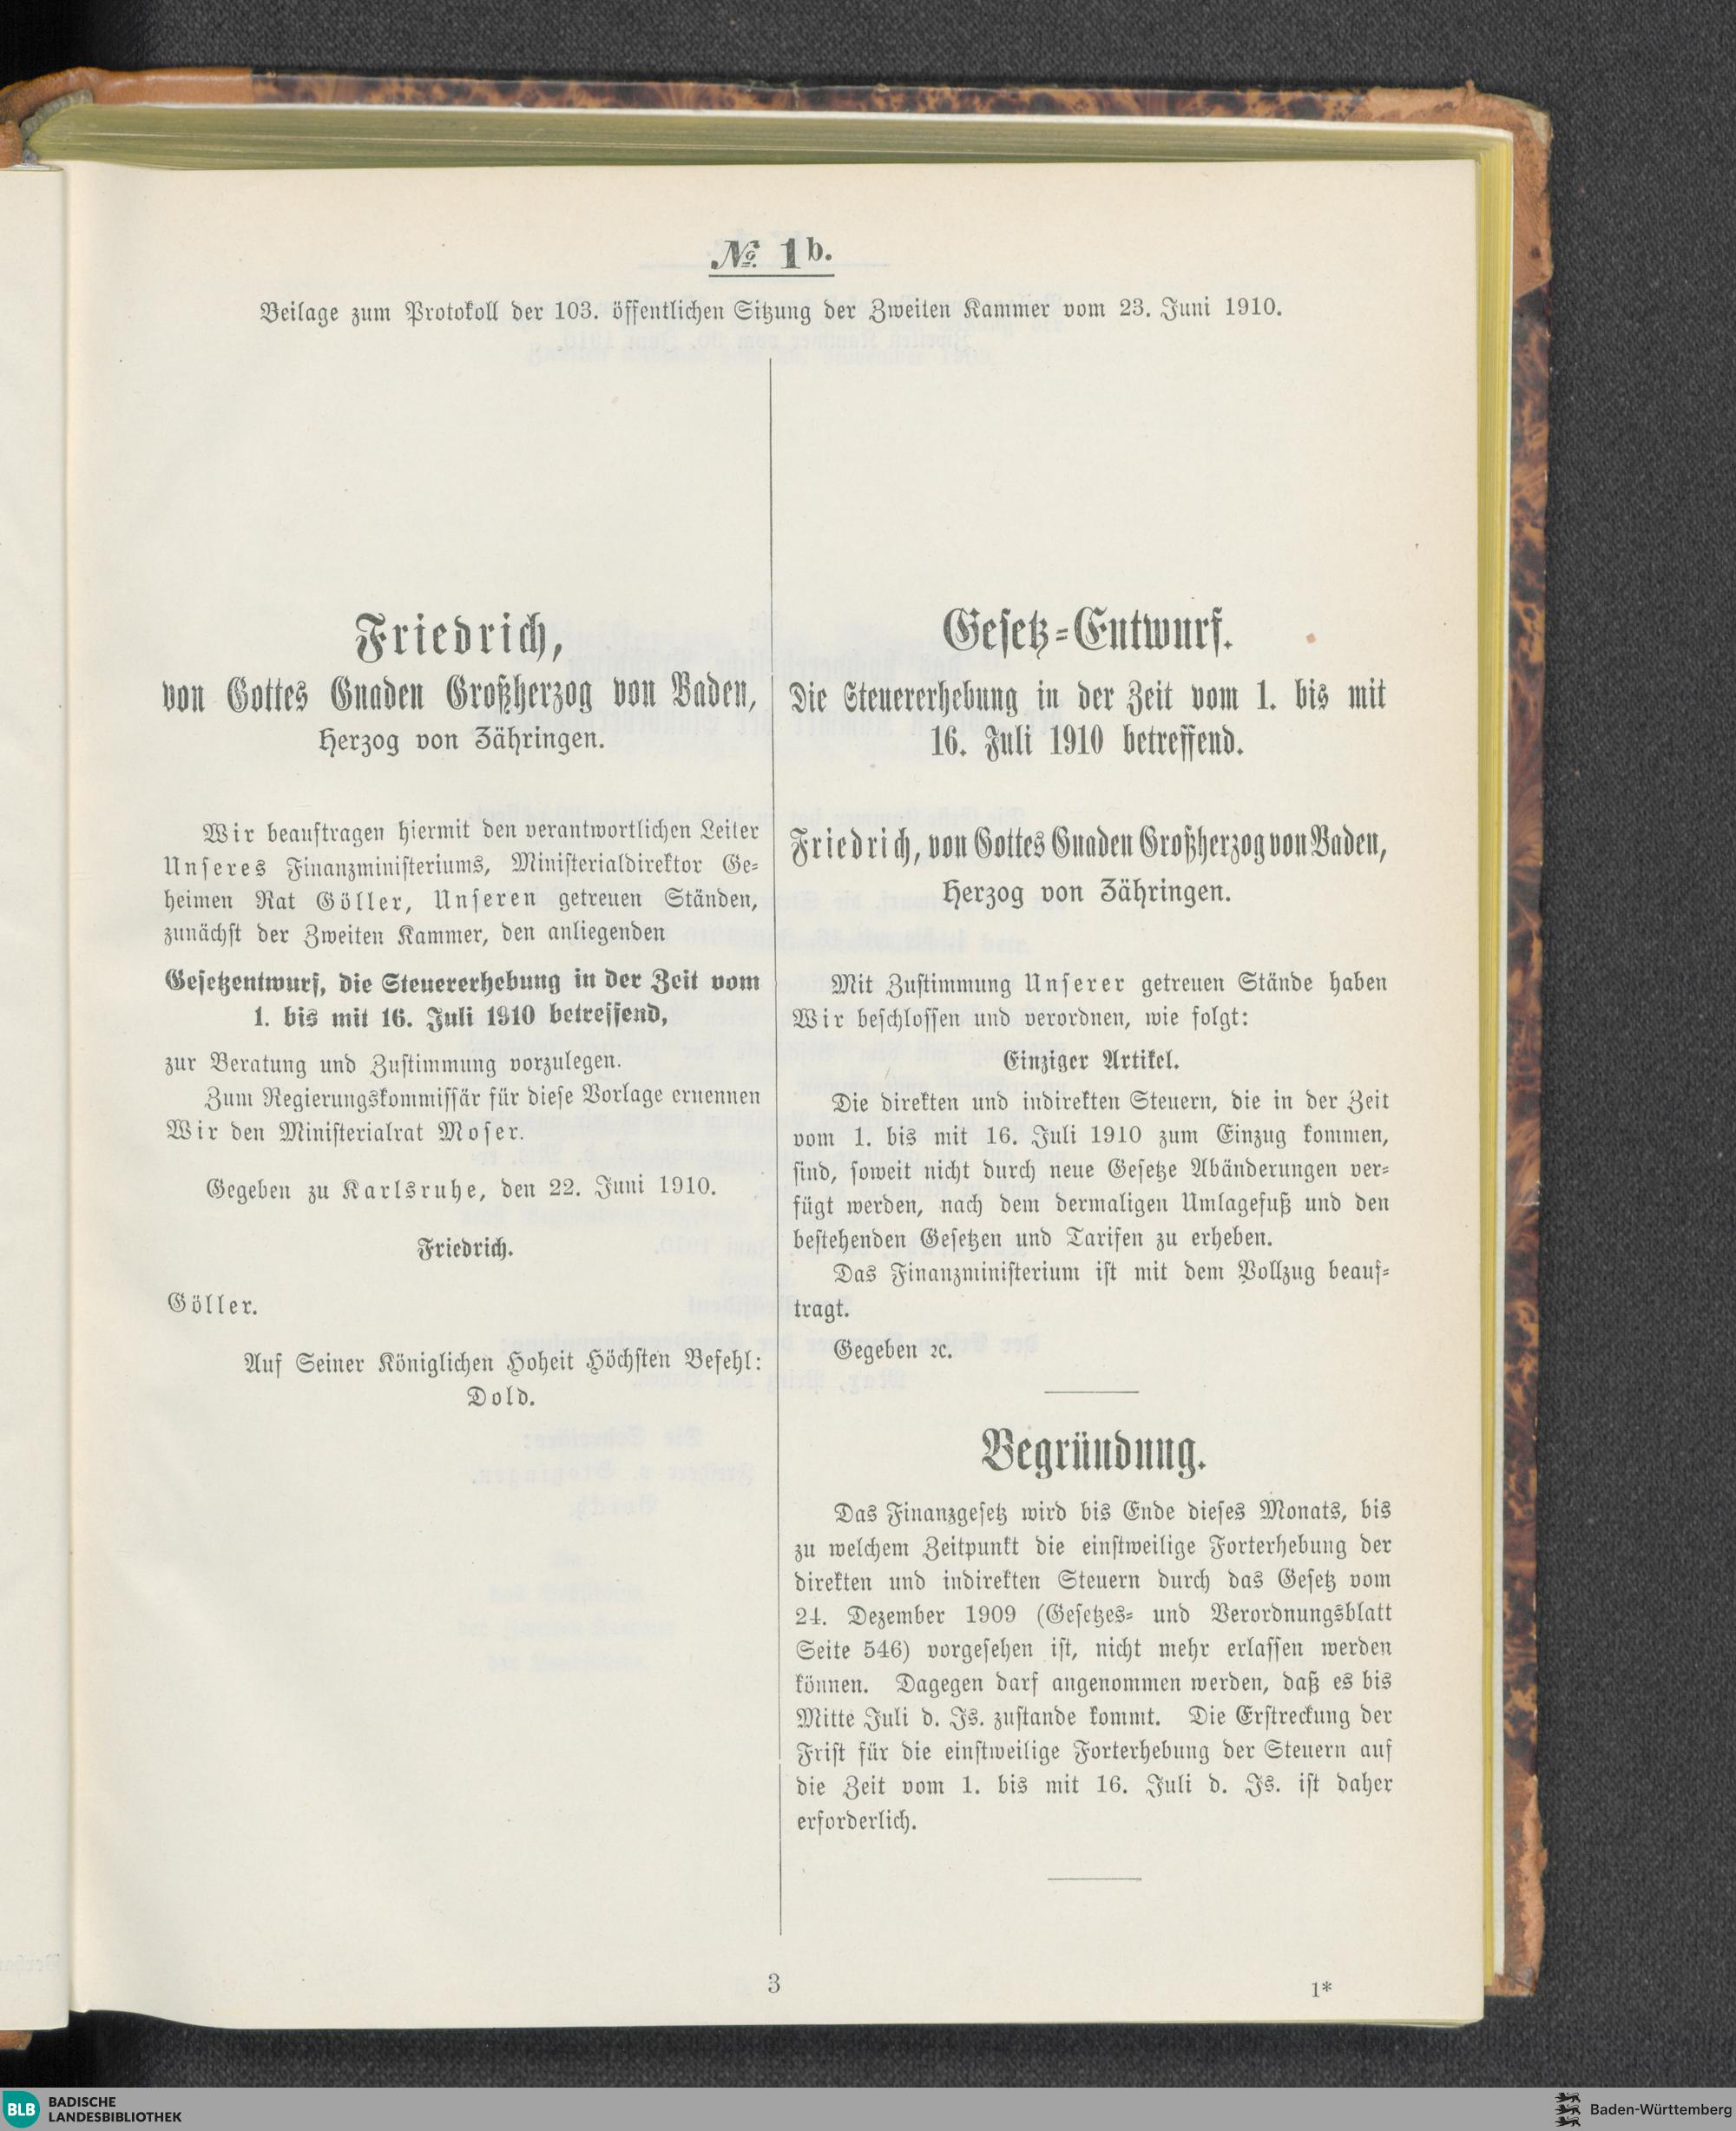 № 1b.
Beilage zum Protokoll der 103. öffentlichen Sitzung der Zweiten Kammer vom 23. Juni 1910.
Friedrich,
von Gottes Gnaden Großherzog von Baden,
Herzog von Zähringen.
Wir beauftragen hiermit den verantwortlichen Leiter
Unseres Finanzministeriums, Ministerialdirektor Ge-
heimen Rat Göller, Unseren getreuen Ständen,
zunächst der Zweiten Kammer, den anliegenden
Gesetzentwurf, die Steuererhebung in der Zeit vom
1. bis mit 16. Juli 1910 betreffend,
zur Beratung und Zustimmung vorzulegen.
Zum Regierungskommissär für diese Vorlage ernennen
Wir den Ministerialrat Moser.
Gegeben zu Karlsruhe, den 22. Juni 1910.
Friedrich.
Göller.
Auf Seiner Königlichen Hoheit Höchsten Befehl:
Dold.
Gesetz-Entwurf.
Die Steuererhebung in der Zeit vom 1. bis mit
16. Juli 1910 betreffend.
Friedrich, von Gottes Gnaden Großherzog von Baden,
Herzog von Zähringen.
Mit Zustimmung Unserer getreuen Stände haben
Wir beschlossen und verordnen, wie folgt:
Einziger Artikel.
Die direkten und indirekten Steuern, die in der Zeit
vom 1. bis mit 16. Juli 1910 zum Einzug kommen,
sind, soweit nicht durch neue Gesetze Abänderungen ver-
fügt werden, nach dem dermaligen Umlagefuß und den
bestehenden Gesetzen und Tarifen zu erheben.
Das Finanzministerium ist mit dem Vollzug beauf-
tragt.
Gegeben ꝛc.
Begründung.
Das Finanzgesetz wird bis Ende dieses Monats, bis
zu welchem Zeitpunkt die einstweilige Forterhebung der
direkten und indirekten Steuern durch das Gesetz vom
24. Dezember 1909 (Gesetzes- und Verordnungsblatt
Seite 546) vorgesehen ist, nicht mehr erlassen werden
können. Dagegen darf angenommen werden, daß es bis
Mitte Juli d. Js. zustande kommt. Die Erstreckung der
Frist für die einstweilige Forterhebung der Steuern auf
die Zeit vom 1. bis mit 16. Juli d. Js. ist daher
erforderlich.
3
1*
BLB BADISCHE
LANDESBIBLIOTHEK
Baden-Württemberg